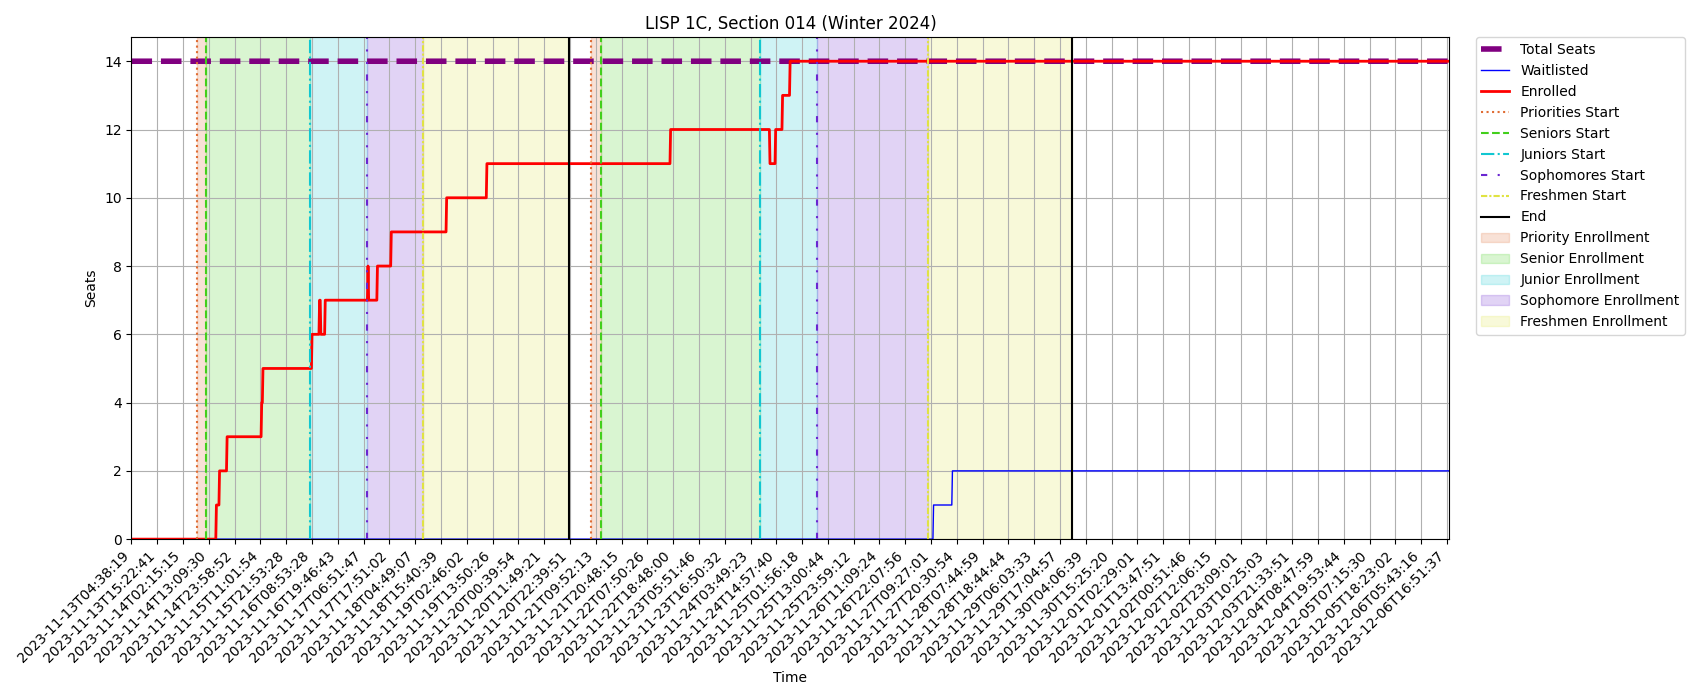 LISP 1C, Section 014 (Winter 2024)
Seats
14
12
10
8
6
4
2
0
2023-11-13T04:38:19
2023-11-13T15:22:41
2023-11-14T02:15:15
2023-11-14T13:09:30
2023-11-14T23:58:52
2023-11-15T11:01:54
2023-11-15T21:53:28
2023-11-16T08:53:28
2023-11-16T19:46:43
2023-11-17T06:51:47
2023-11-17T17:51:02
2023-11-18T04:49:07
2023-11-18T15:40:39
2023-11-19T02:46:02
2023-11-19T13:50:26
2023-11-20T00:39:54
2023-11-20T11:49:21
2023-11-20T22:39:51
2023-11-21T09:52:13
2023-11-21T20:48:15
2023-11-22T07:50:26
2023-11-22T18:48:00
2023-11-23T05:51:46
2023-11-23T16:50:32
2023-11-24T03:49:23
2023-11-24T14:57:40
2023-11-25T01:56:18
2023-11-25T13:00:44
2023-11-25T23:59:12
2023-11-26T11:09:24
2023-11-26T22:07:56
2023-11-27T09:27:01
2023-11-27T20:30:54
2023-11-28T07:44:59
2023-11-28T18:44:44
2023-11-29T06:03:33
2023-11-29T17:04:57
2023-11-30T04:06:39
2023-11-30T15:25:20
2023-12-01T02:29:01
2023-12-01T13:47:51
2023-12-02T00:51:46
2023-12-02T12:06:15
2023-12-02T23:09:01
2023-12-03T10:25:03
2023-12-03T21:33:51
2023-12-04T08:47:59
2023-12-04T19:53:44
2023-12-05T07:15:30
2023-12-05T18:23:02
2023-12-06T05:43:16
2023-12-06T16:51:37
Time
Total Seats
Waitlisted
Enrolled
Priorities Start
Seniors Start
Juniors Start
Sophomores Start
Freshmen Start
End
Priority Enrollment
Senior Enrollment
Junior Enrollment
Sophomore Enrollment
Freshmen Enrollment